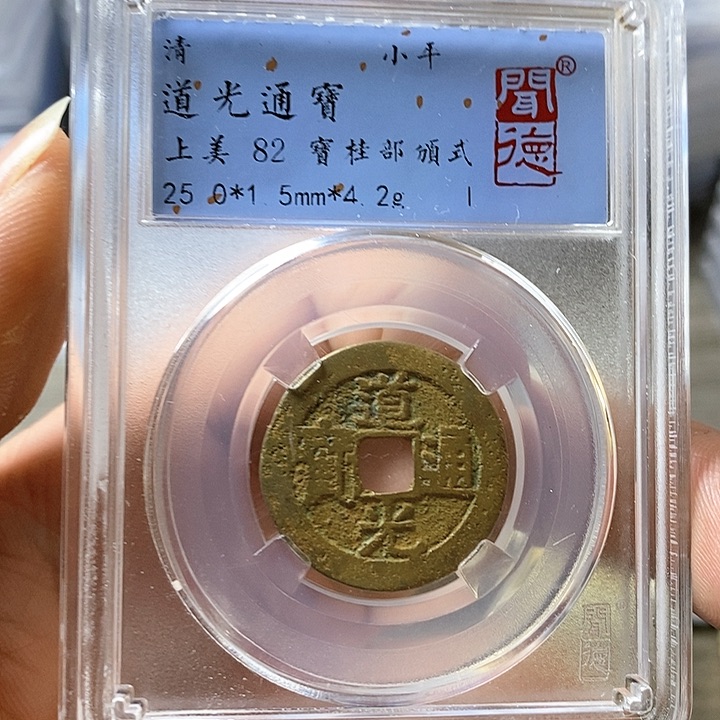 清 小平
道光通寶
上美 82 寶桂部頒式
25.0*1.5mm*4.2g I
聞德®
道光通寶
聞德